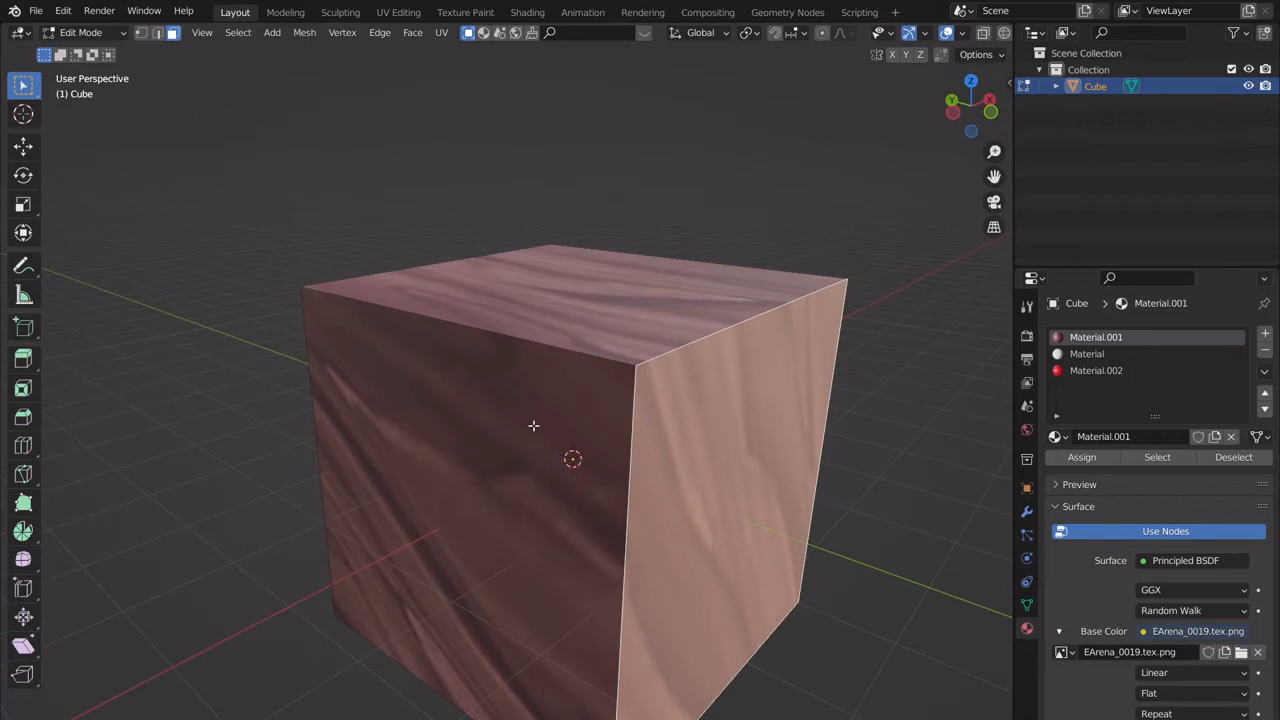 File Edit Render Window Help Layout Modeling Sculpting UV Editing Texture Paint Shading Animation Rendering Compositing Geometry Nodes Scripting + Scene ViewLayer
Edit Mode View Select Add Mesh Vertex Edge Face UV Global
X Y Z Options
User Perspective
(1) Cube
Z
Y X
Scene Collection
Collection
Cube
Cube > Material.001
Material.001
Material
Material.002
Material.001
Assign Select Deselect
Preview
Surface
Use Nodes
Surface Principled BSDF
GGX
Random Walk
Base Color EArena_0019.tex.png
EArena_0019.tex.png
Linear
Flat
Repeat